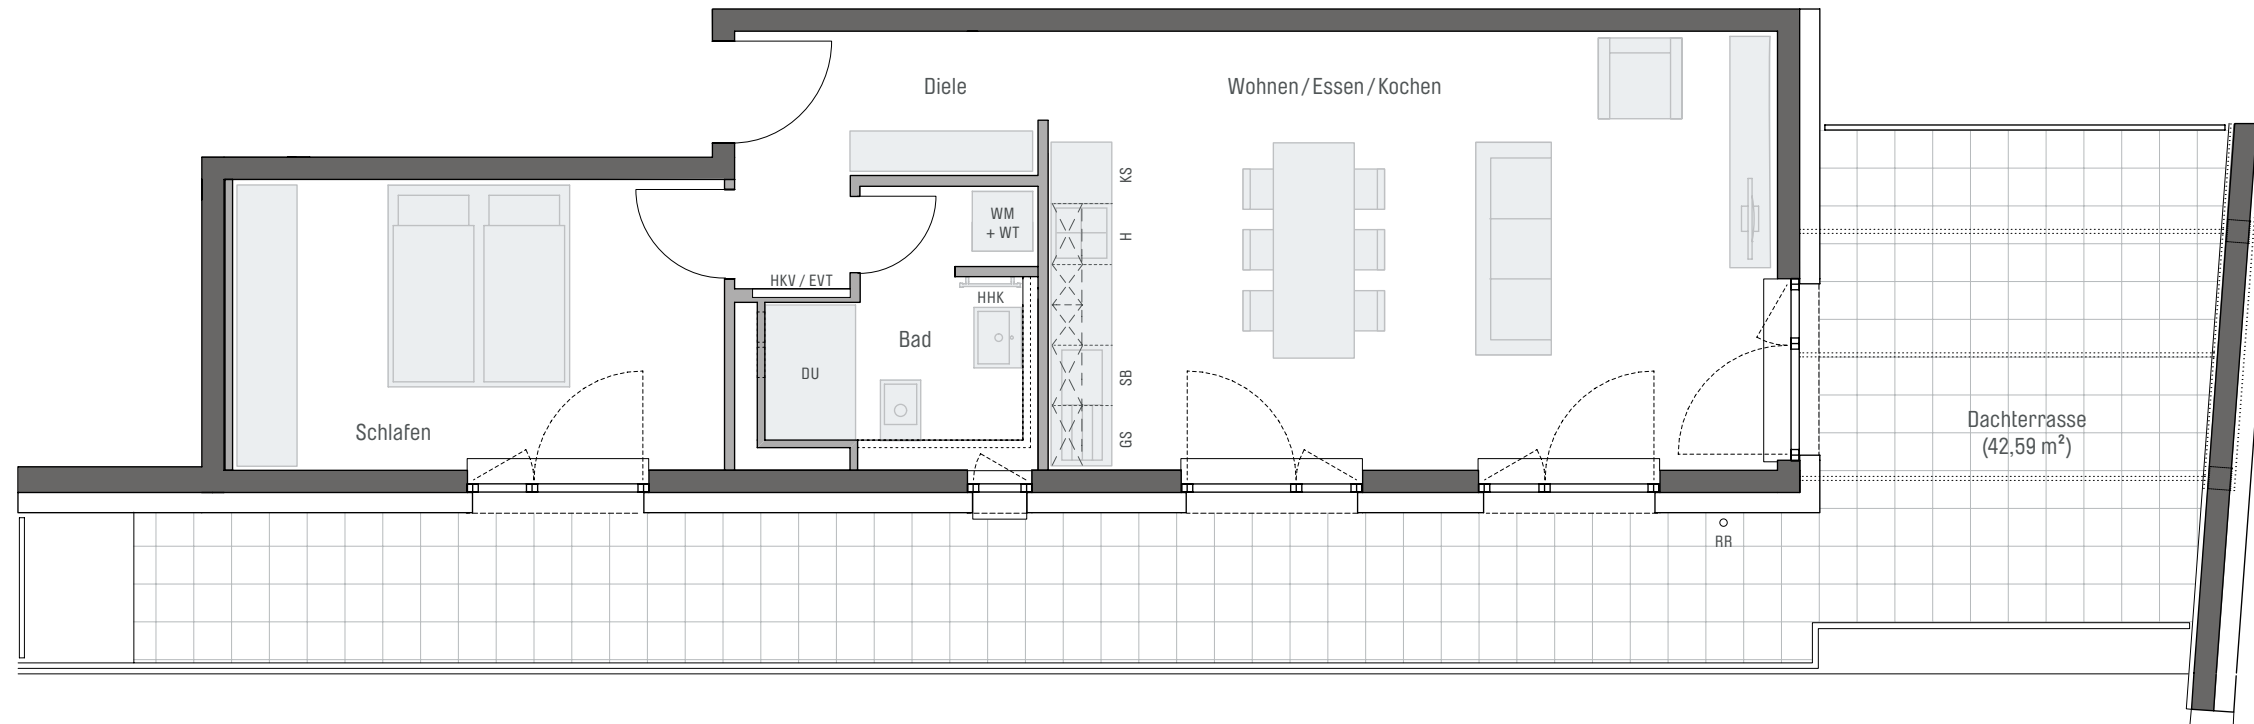 Diele
Wohnen / Essen / Kochen
KS
WM
+ WT
H
HKV / EVT
HHK
Bad
DU
SB
Schlafen
GS
Dachterrasse
(42,59 m²)
RR